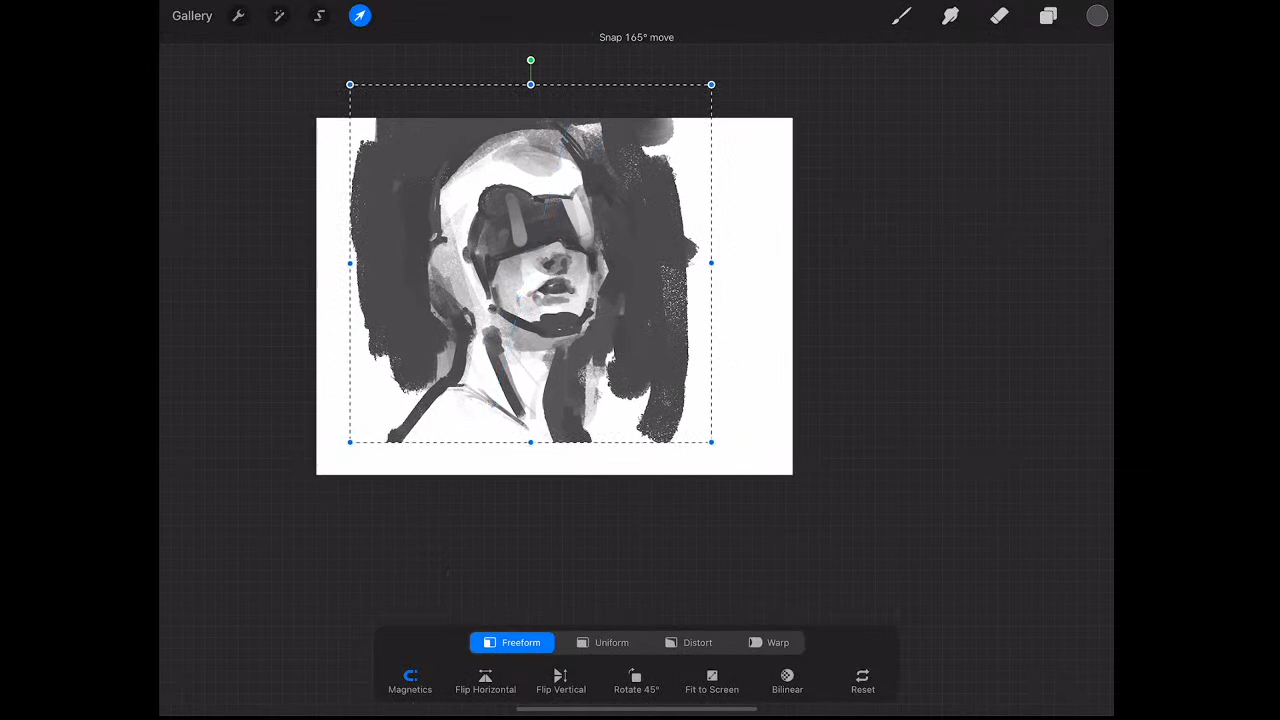 Gallery
Snap 165° move
Freeform Uniform Distort Warp
Magnetics Flip Horizontal Flip Vertical Rotate 45° Fit to Screen Bilinear Reset